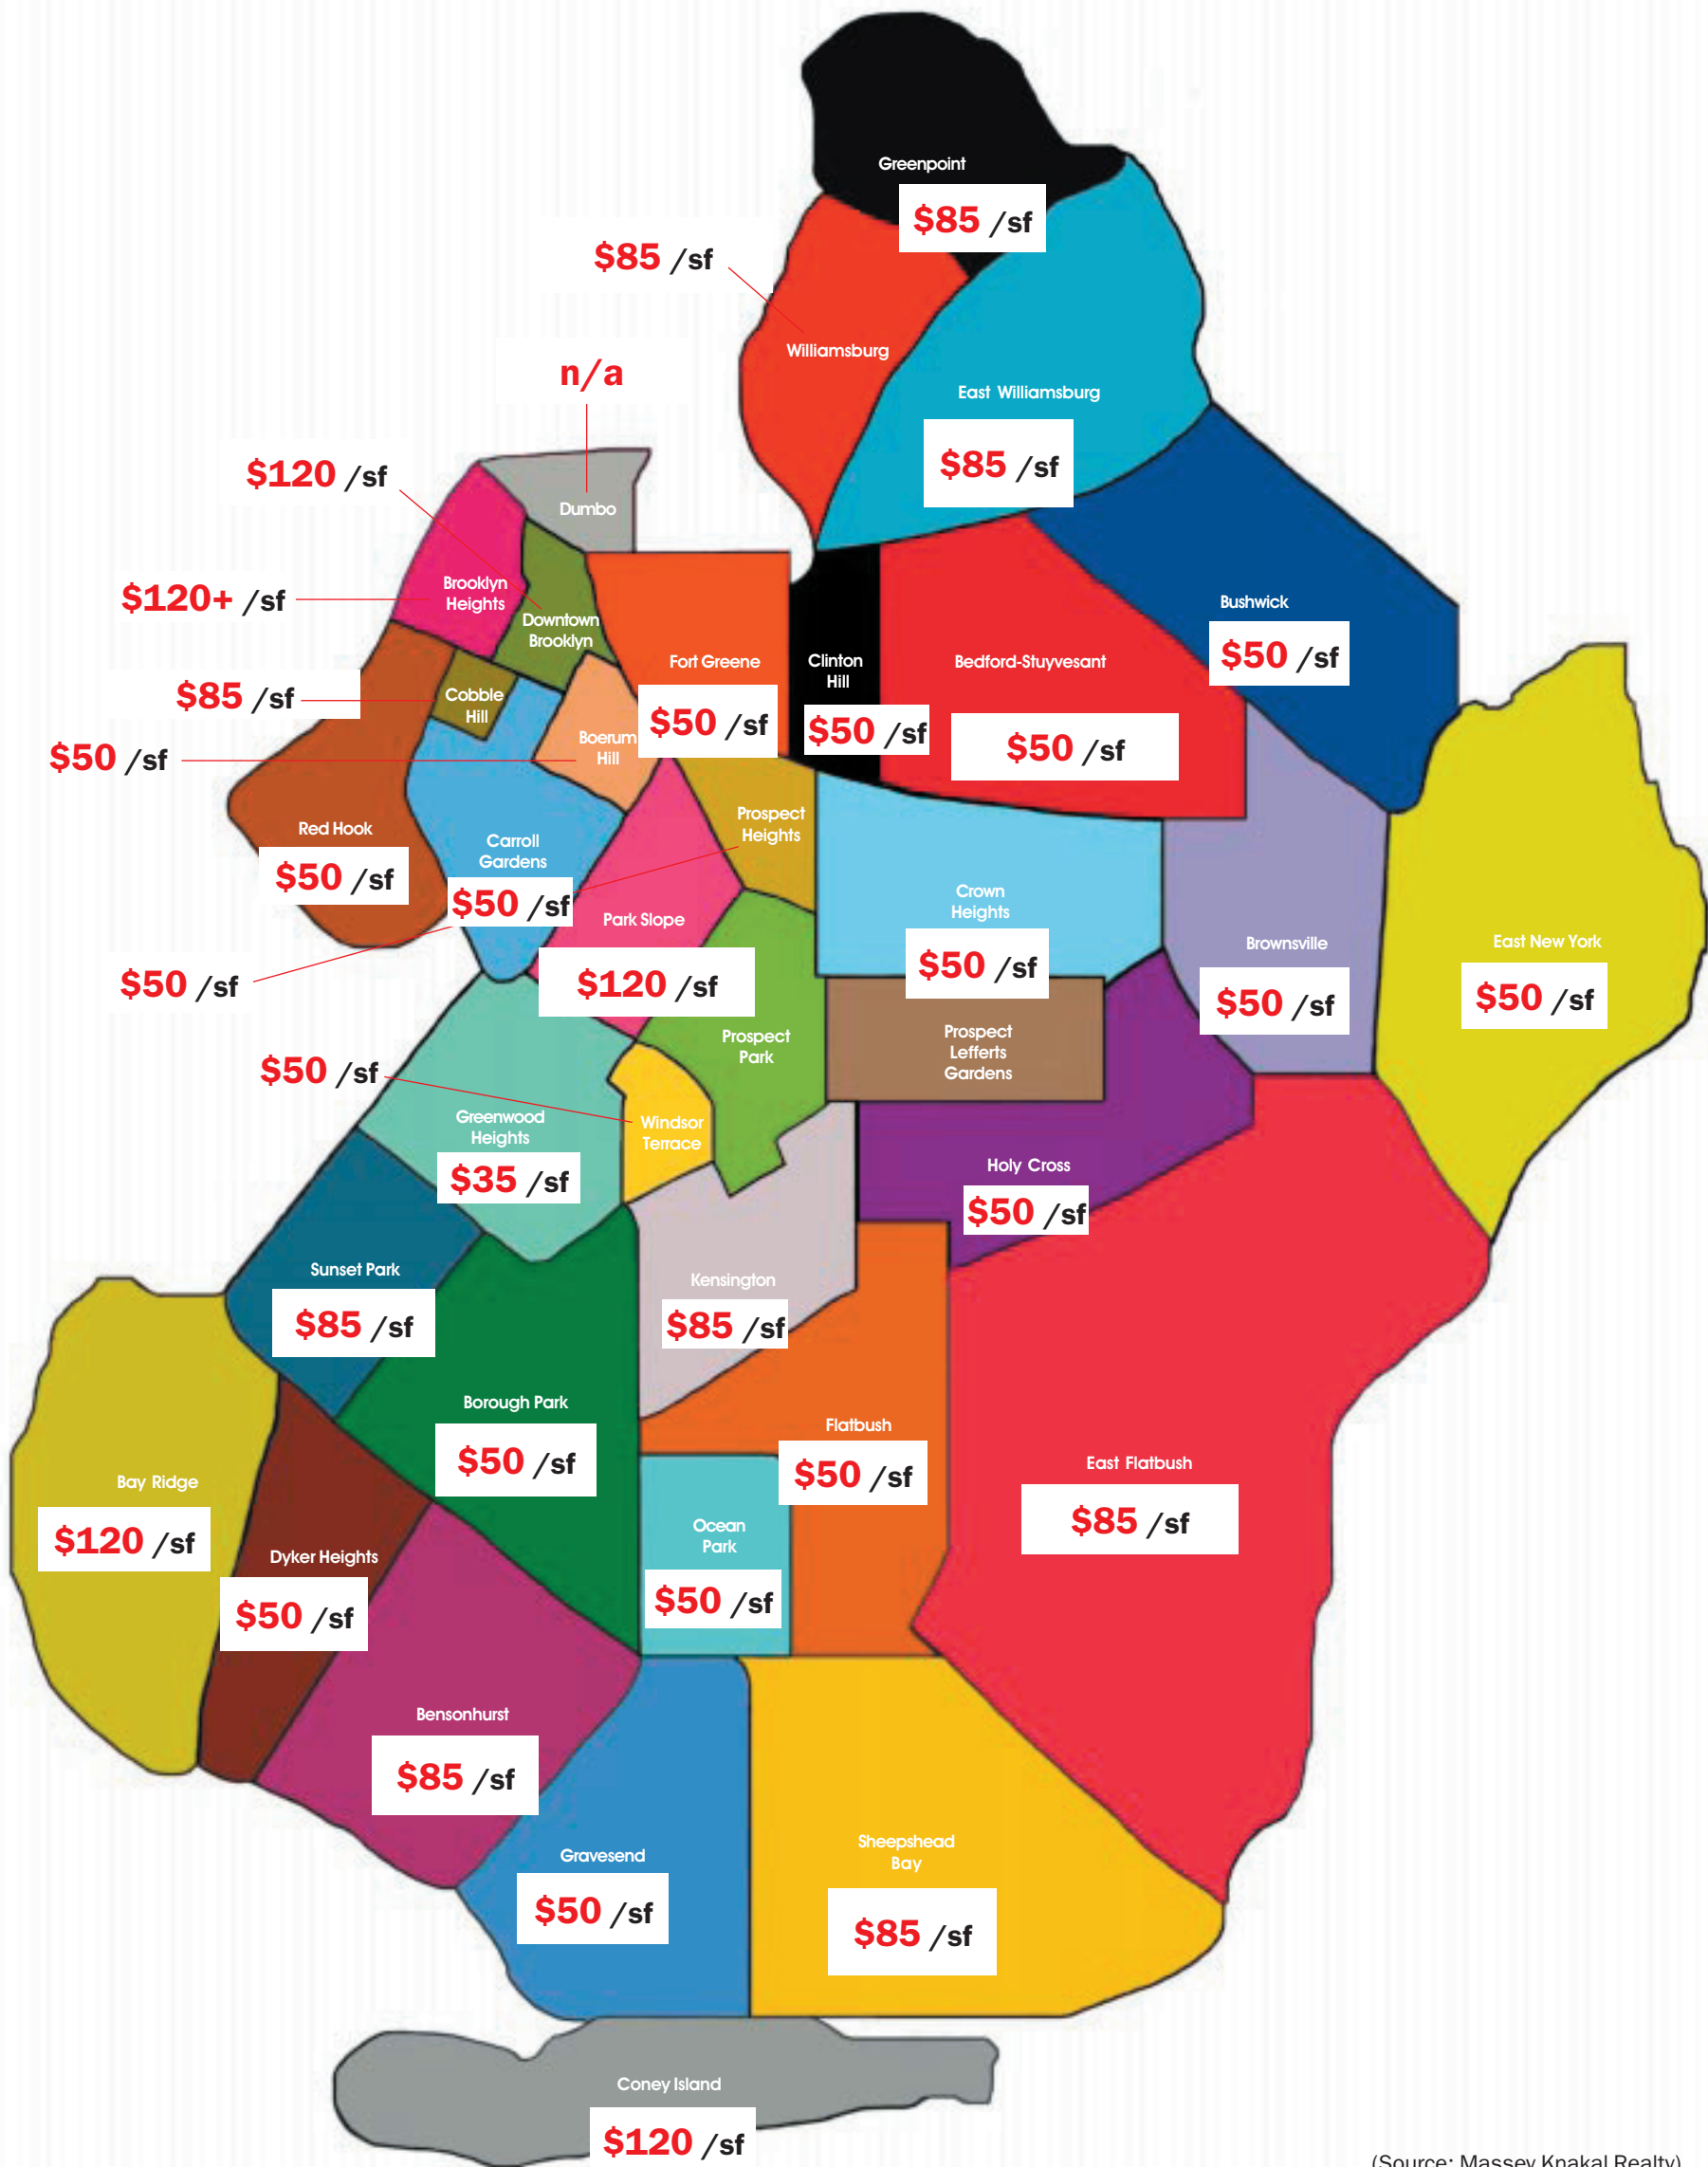 Greenpoint
$85 /sf
$85 /sf
Williamsburg
n/a
East Williamsburg
$85 /sf
$120 /sf
Dumbo
Brooklyn
Heights
$120+ /sf
Downtown
Brooklyn
Bushwick
$50 /sf
Fort Greene
$50 /sf
Clinton
Hill
$50 /sf
Bedford-Stuyvesant
$50 /sf
$85 /sf
Cobble
Hill
$50 /sf
Boerum
Hill
Red Hook
$50 /sf
Carroll
Gardens
$50 /sf
Prospect
Heights
Park Slope
$120 /sf
Crown
Heights
$50 /sf
Brownsville
$50 /sf
East New York
$50 /sf
$50 /sf
Prospect
Park
Prospect
Lefferts
Gardens
$50 /sf
Greenwood
Heights
$35 /sf
Windsor
Terrace
Holy Cross
$50 /sf
Sunset Park
$85 /sf
Kensington
$85 /sf
Borough Park
$50 /sf
Flatbush
$50 /sf
East Flatbush
$85 /sf
Bay Ridge
$120 /sf
Dyker Heights
$50 /sf
Ocean
Park
$50 /sf
Bensonhurst
$85 /sf
Gravesend
$50 /sf
Sheepshead
Bay
$85 /sf
Coney Island
$120 /sf
(Source: Massey Knakal Realty)